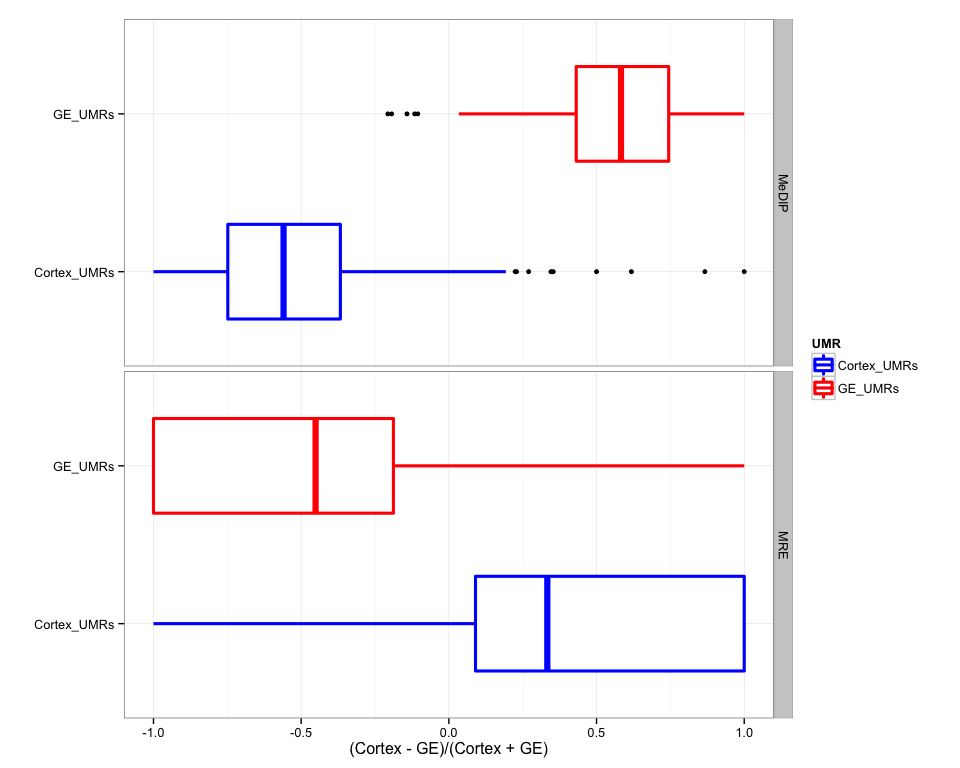 GE_UMRs
Cortex_UMRs
MeDIP
GE_UMRs
Cortex_UMRs
MRE
-1.0 -0.5 0.0 0.5 1.0
(Cortex - GE)/(Cortex + GE)
UMR
Cortex_UMRs
GE_UMRs